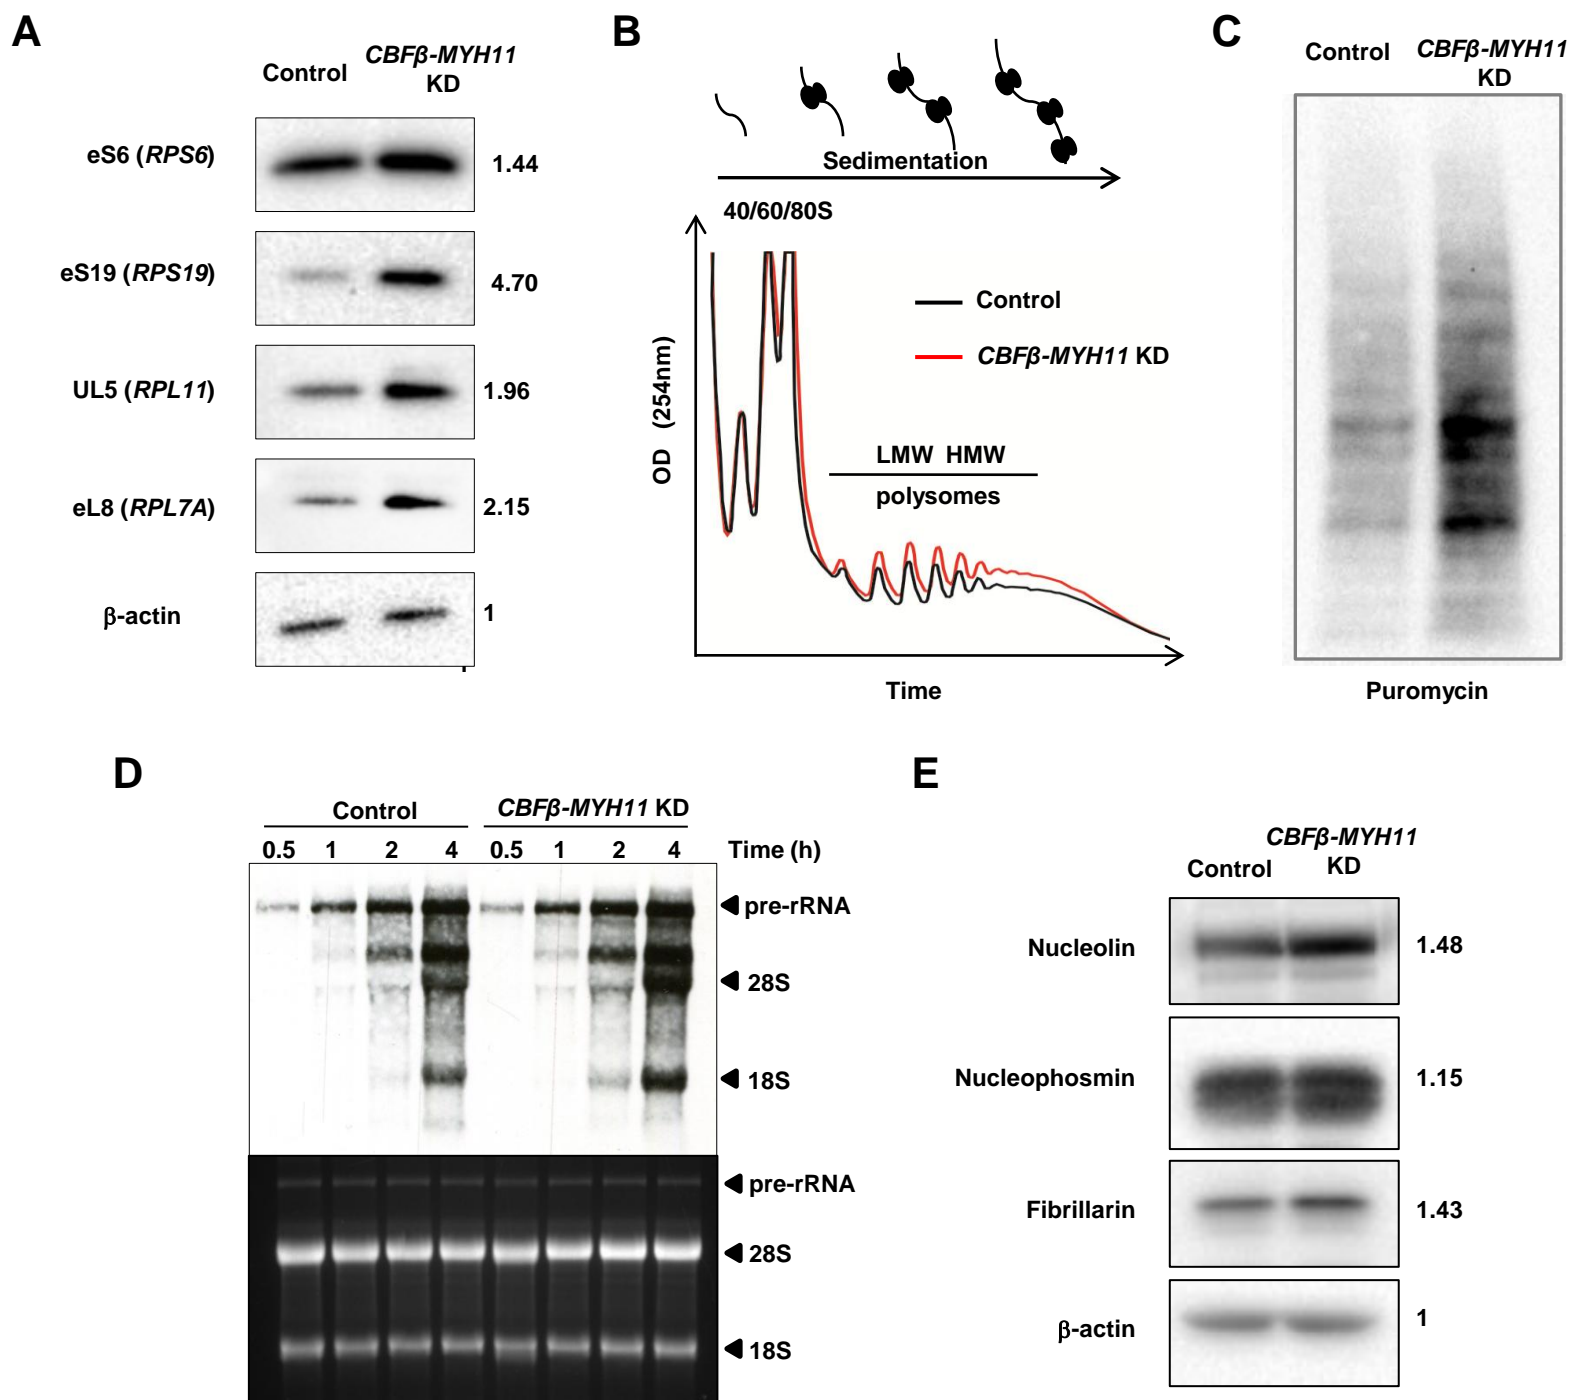 A
Control
CBFβ-MYH11
KD
eS6 (RPS6)
1.44
eS19 (RPS19)
4.70
UL5 (RPL11)
1.96
eL8 (RPL7A)
2.15
β-actin
1
B
Sedimentation
40/60/80S
Control
CBFβ-MYH11 KD
OD (254nm)
LMW HMW
polysomes
Time
C
Control
CBFβ-MYH11
KD
Puromycin
D
Control
CBFβ-MYH11 KD
0.5 1 2 4 0.5 1 2 4 Time (h)
pre-rRNA
28S
18S
pre-rRNA
28S
18S
E
Control
CBFβ-MYH11
KD
Nucleolin
1.48
Nucleophosmin
1.15
Fibrillarin
1.43
β-actin
1